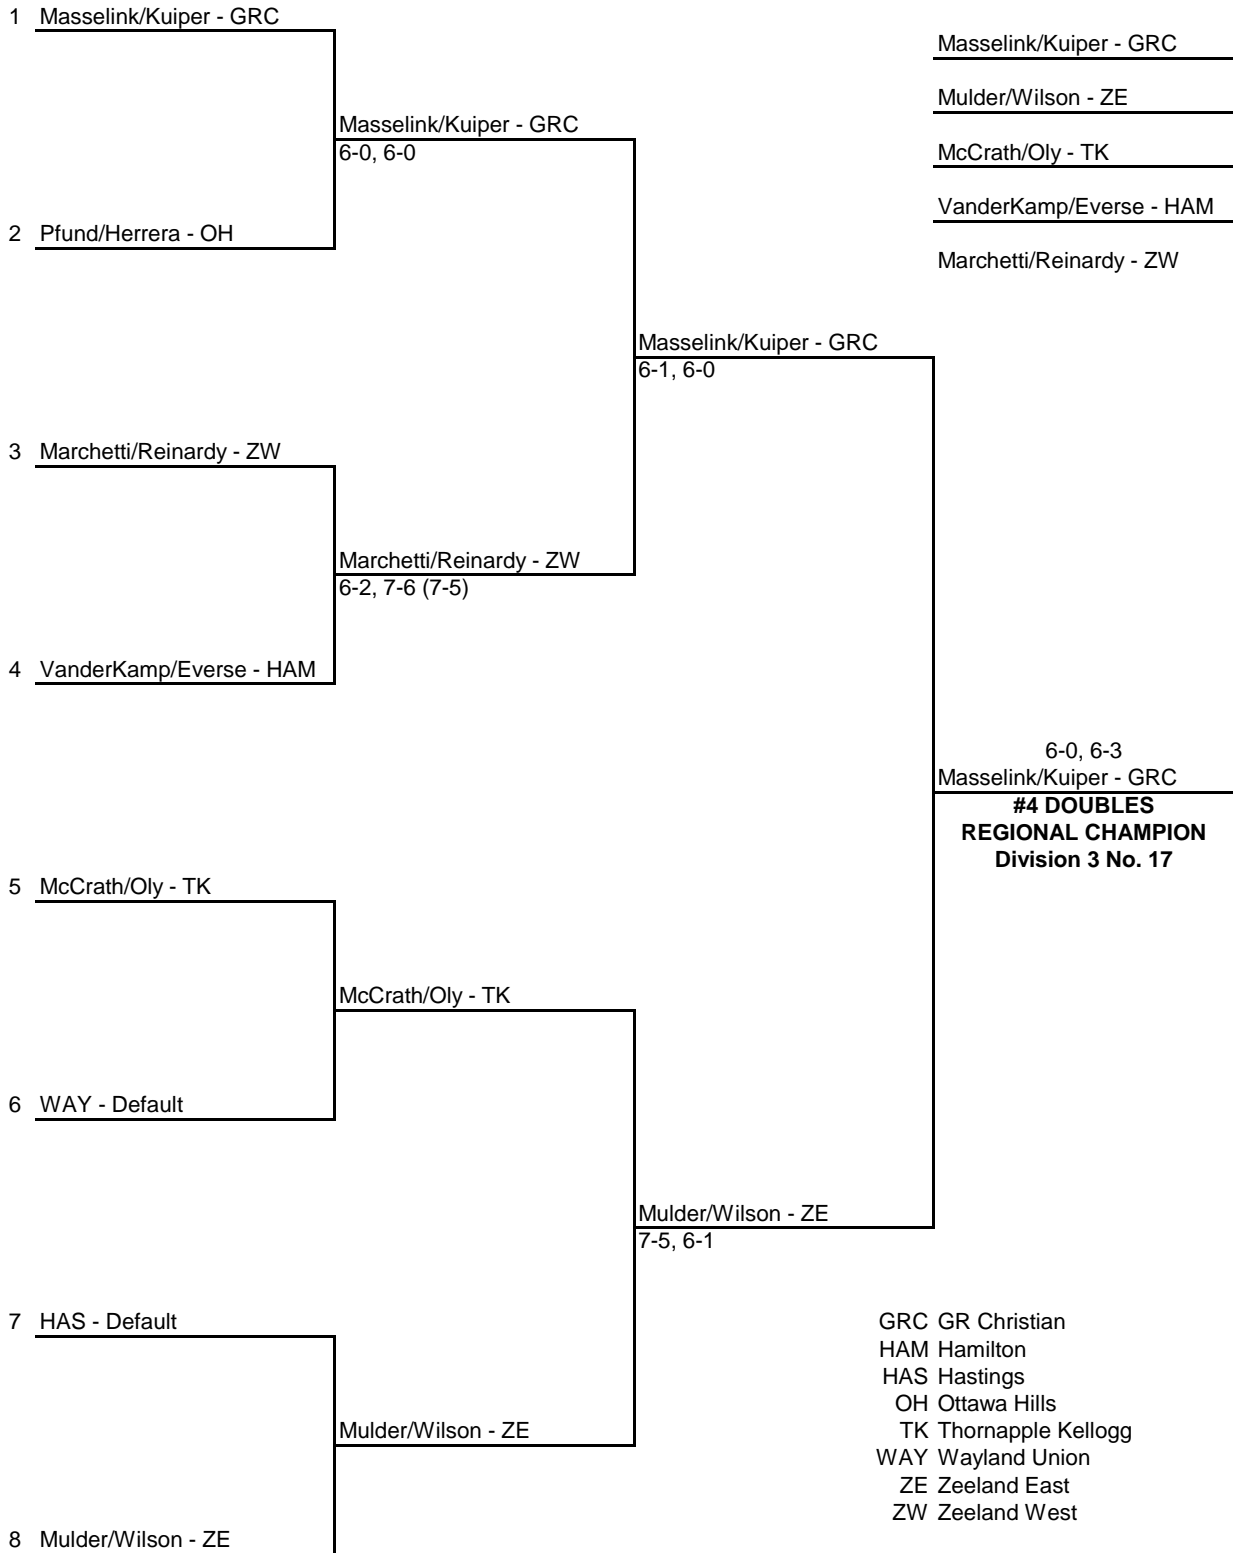 1 Masselink/Kuiper - GRC
Masselink/Kuiper - GRC
Mulder/Wilson - ZE
Masselink/Kuiper - GRC
6-0, 6-0
McCrath/Oly - TK
VanderKamp/Everse - HAM
2 Pfund/Herrera - OH
Marchetti/Reinardy - ZW
Masselink/Kuiper - GRC
6-1, 6-0
3 Marchetti/Reinardy - ZW
Marchetti/Reinardy - ZW
6-2, 7-6 (7-5)
4 VanderKamp/Everse - HAM
6-0, 6-3
Masselink/Kuiper - GRC
#4 DOUBLES
REGIONAL CHAMPION
Division 3 No. 17
5 McCrath/Oly - TK
McCrath/Oly - TK
6 WAY - Default
Mulder/Wilson - ZE
7-5, 6-1
7 HAS - Default
GRC GR Christian
HAM Hamilton
HAS Hastings
OH Ottawa Hills
TK Thornapple Kellogg
Mulder/Wilson - ZE
WAY Wayland Union
ZE Zeeland East
ZW Zeeland West
8 Mulder/Wilson - ZE